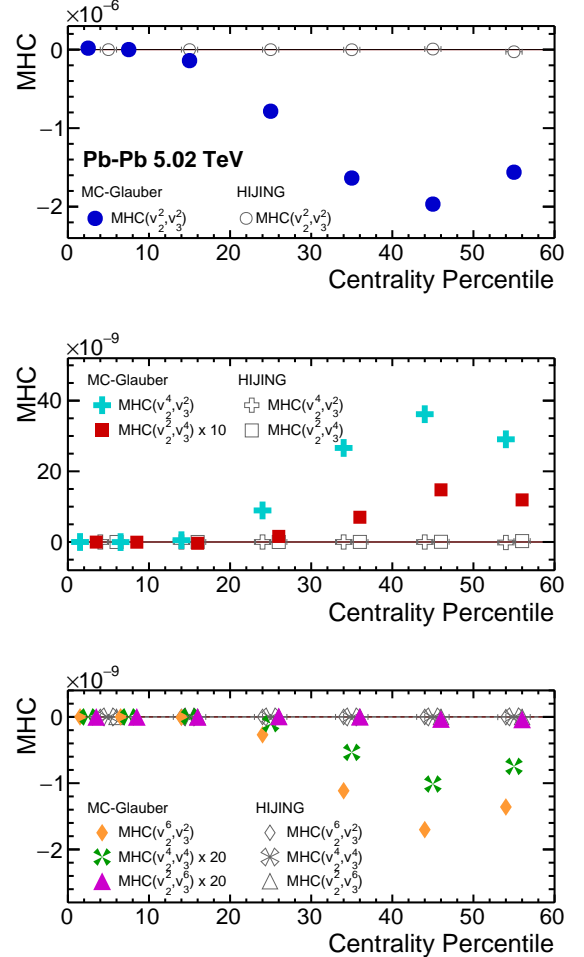 ×10⁻⁶
MHC
0
−1
−2
Pb-Pb 5.02 TeV
MC-Glauber HIJING
MHC(v₂²,v₃²) MHC(v₂²,v₃²)
0 10 20 30 40 50 60
Centrality Percentile
×10⁻⁹
MHC
40
20
0
MC-Glauber HIJING
MHC(v₂⁴,v₃²) MHC(v₂⁴,v₃²)
MHC(v₂²,v₃⁴) x 10 MHC(v₂²,v₃⁴)
0 10 20 30 40 50 60
Centrality Percentile
×10⁻⁹
MHC
0
−1
−2
MC-Glauber HIJING
MHC(v₂⁶,v₃²) MHC(v₂⁶,v₃²)
MHC(v₂⁴,v₃⁴) x 20 MHC(v₂⁴,v₃⁴)
MHC(v₂²,v₃⁶) x 20 MHC(v₂²,v₃⁶)
0 10 20 30 40 50 60
Centrality Percentile